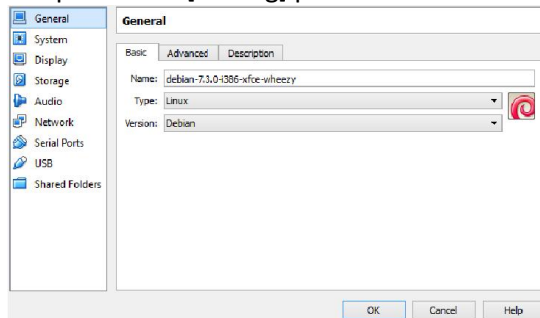 General
System
Display
Storage
Audio
Network
Serial Ports
USB
Shared Folders
General
Basic Advanced Description
Name: debian-7.3.0-i386-xfce-wheezy
Type: Linux
Version: Debian
OK Cancel Help